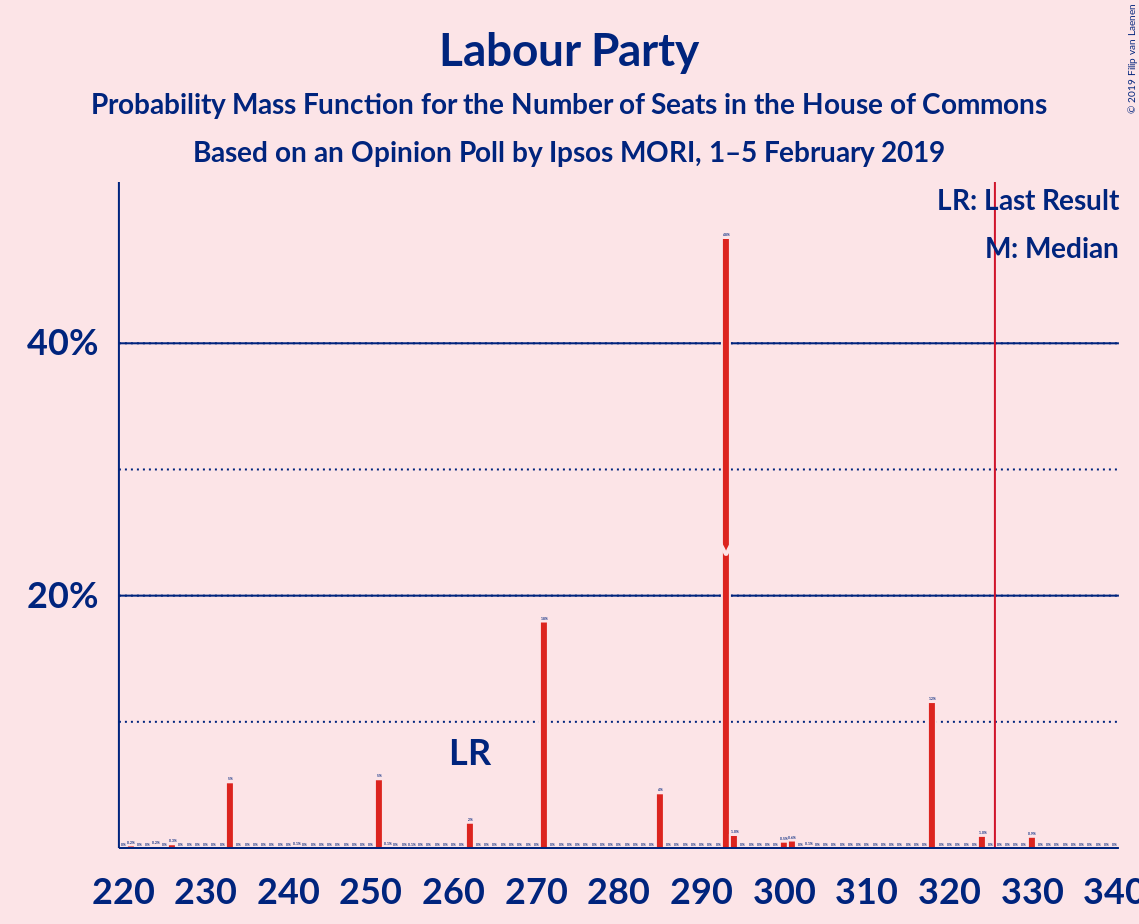 Labour Party
Probability Mass Function for the Number of Seats in the House of Commons
Based on an Opinion Poll by Ipsos MORI, 1–5 February 2019
© 2019 Filip van Laenen
LR: Last Result
M: Median
40%
20%
LR
220 230 240 250 260 270 280 290 300 310 320 330 340